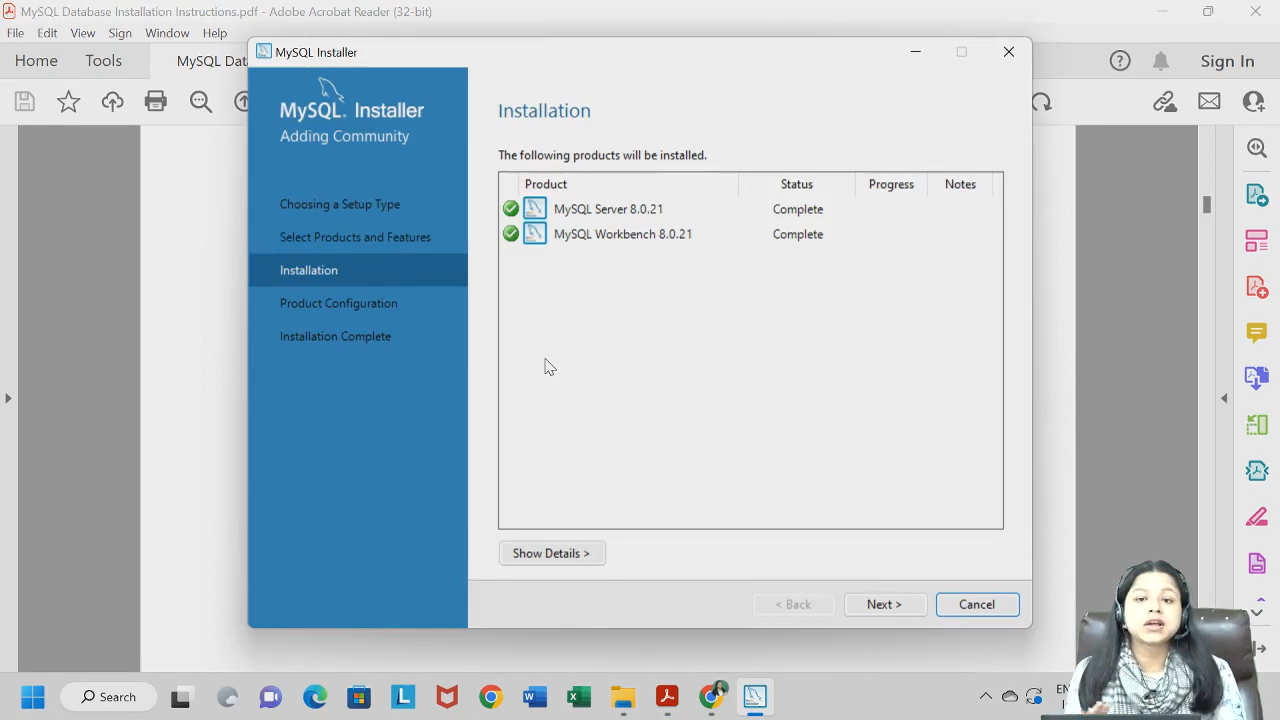 MySQL Database Installation Instructions.pdf - Adobe Acrobat Reader (32-bit)
File Edit View Sign Window Help
Home Tools MySQL Dat
Sign In
MySQL Installer
MySQL. Installer
Adding Community
Choosing a Setup Type
Select Products and Features
Installation
Product Configuration
Installation Complete
Installation
The following products will be installed.
Product Status Progress Notes
MySQL Server 8.0.21 Complete
MySQL Workbench 8.0.21 Complete
Show Details >
< Back Next > Cancel
Search
EN